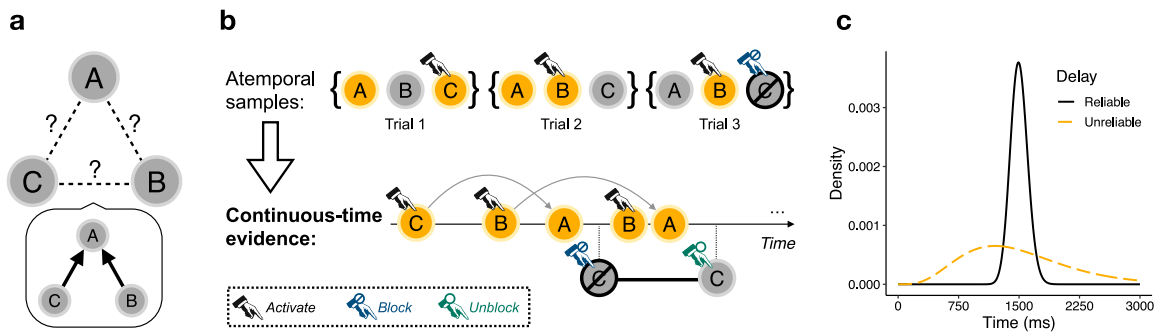 a
A
? ?
C ? B
A
C B
b
Atemporal
samples:
{ A B C } { A B C } { A B C }
Trial 1 Trial 2 Trial 3
Continuous-time
evidence:
C B A B A
...
Time
C C
Activate Block Unblock
c
Delay
Reliable
Unreliable
Density
0.003
0.002
0.001
0.000
0 750 1500 2250 3000
Time (ms)